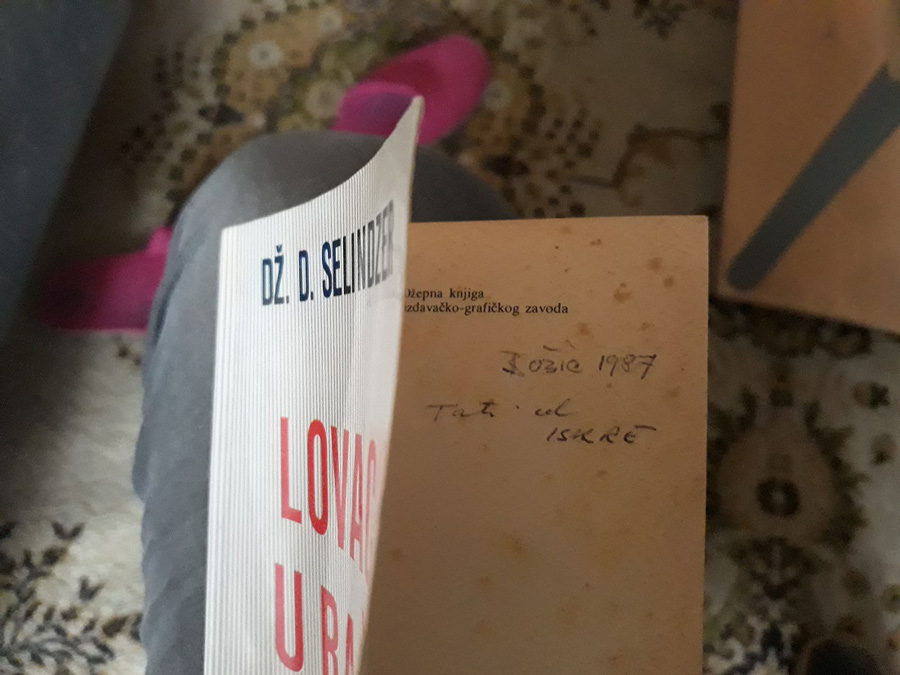 DŽ. D. SELINDŽER
LOVAC
U RA
Džepna knjiga
izdavačko-grafičkog zavoda
Božić 1987
Tati od
ISKRE